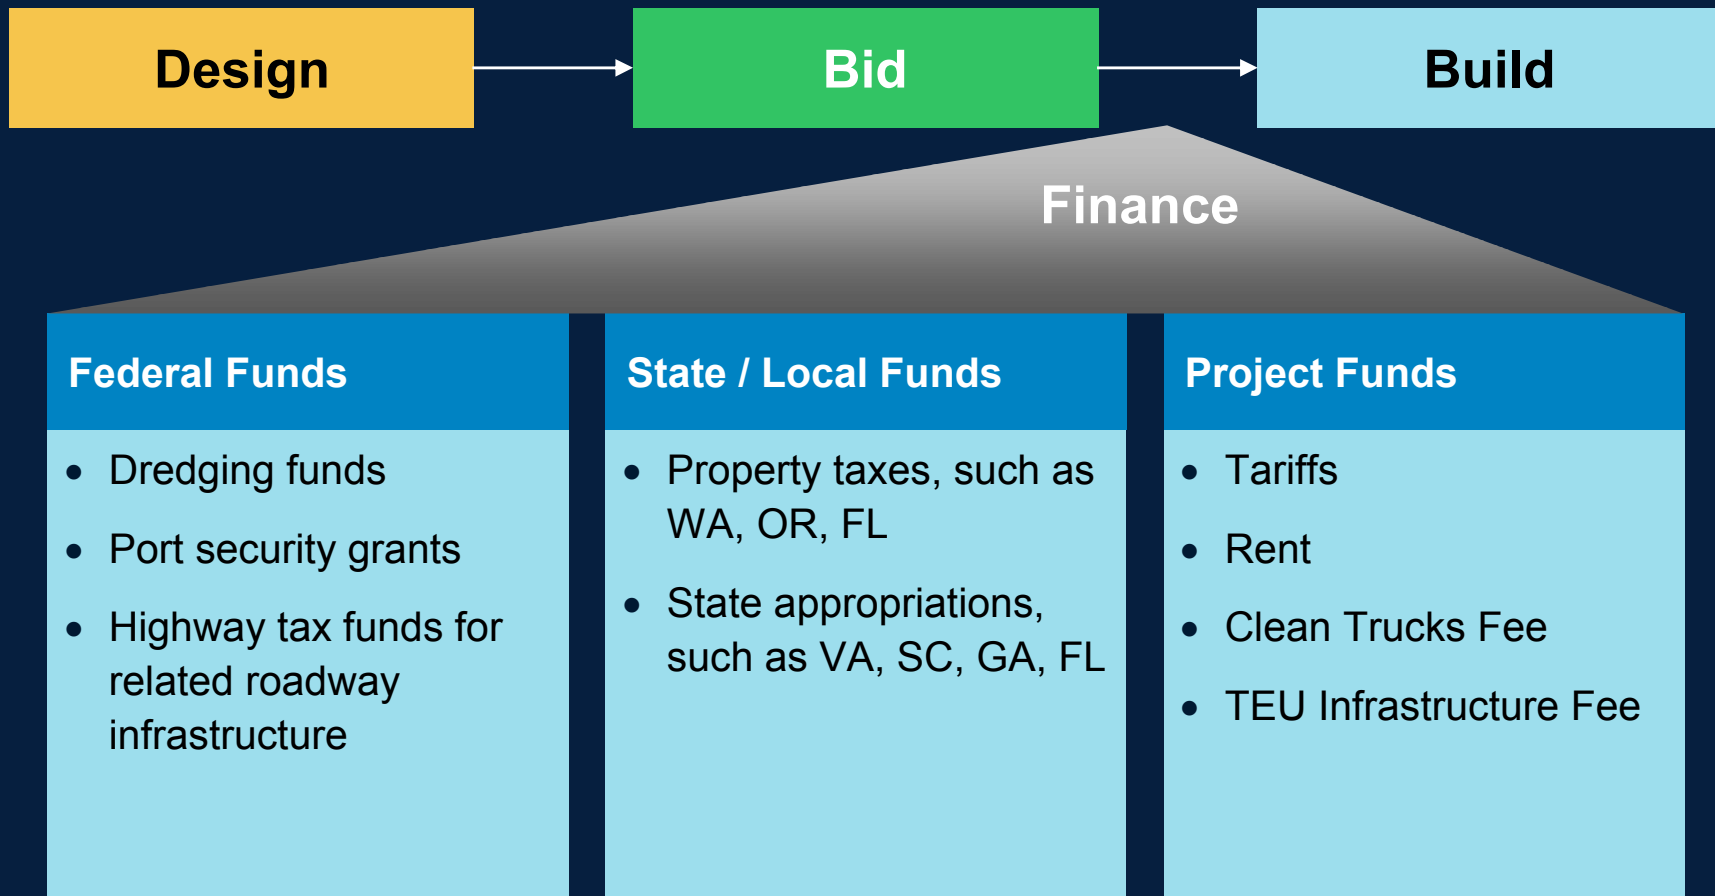 Design
Bid
Build
Finance
Federal Funds
• Dredging funds
• Port security grants
• Highway tax funds for
related roadway
infrastructure
State / Local Funds
• Property taxes, such as
WA, OR, FL
• State appropriations,
such as VA, SC, GA, FL
Project Funds
• Tariffs
• Rent
• Clean Trucks Fee
• TEU Infrastructure Fee